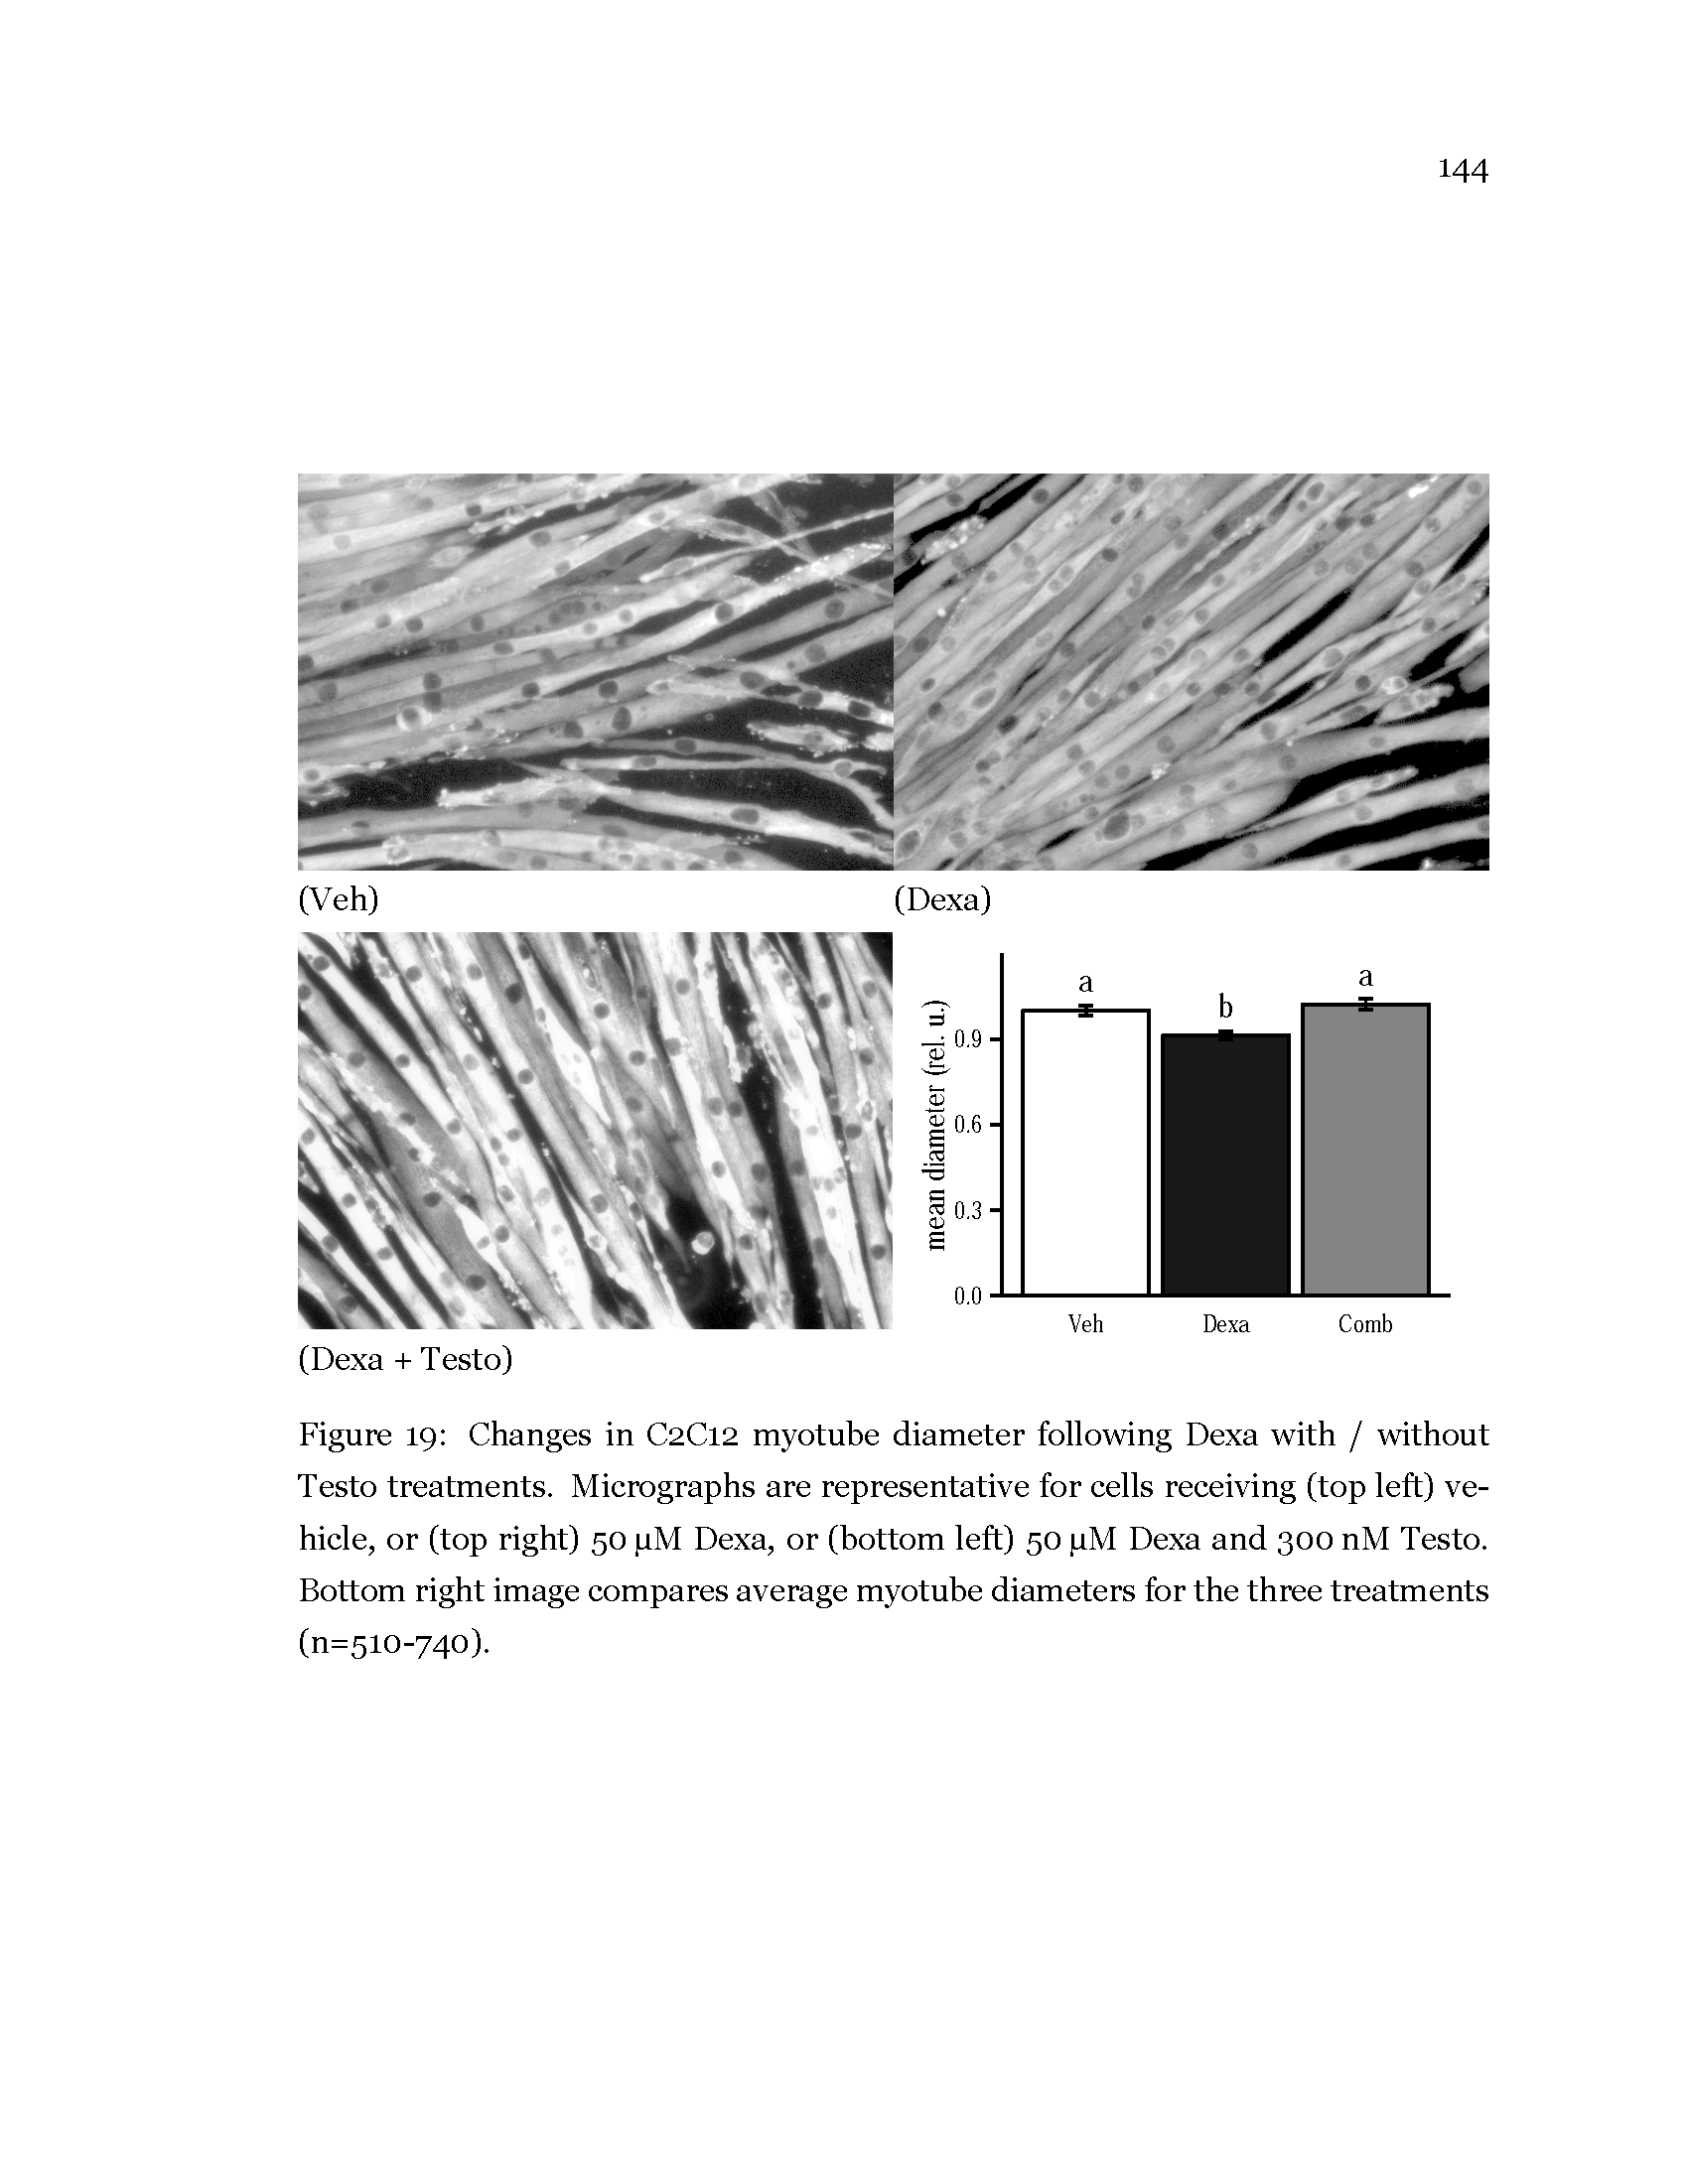 144
(Veh)
(Dexa)
(Dexa + Testo)
mean diameter (rel. u.)
0.9
0.6
0.3
0.0
a
b
a
Veh
Dexa
Comb
Figure 19: Changes in C2C12 myotube diameter following Dexa with / without
Testo treatments. Micrographs are representative for cells receiving (top left) ve-
hicle, or (top right) 50 µM Dexa, or (bottom left) 50 µM Dexa and 300 nM Testo.
Bottom right image compares average myotube diameters for the three treatments
(n=510-740).